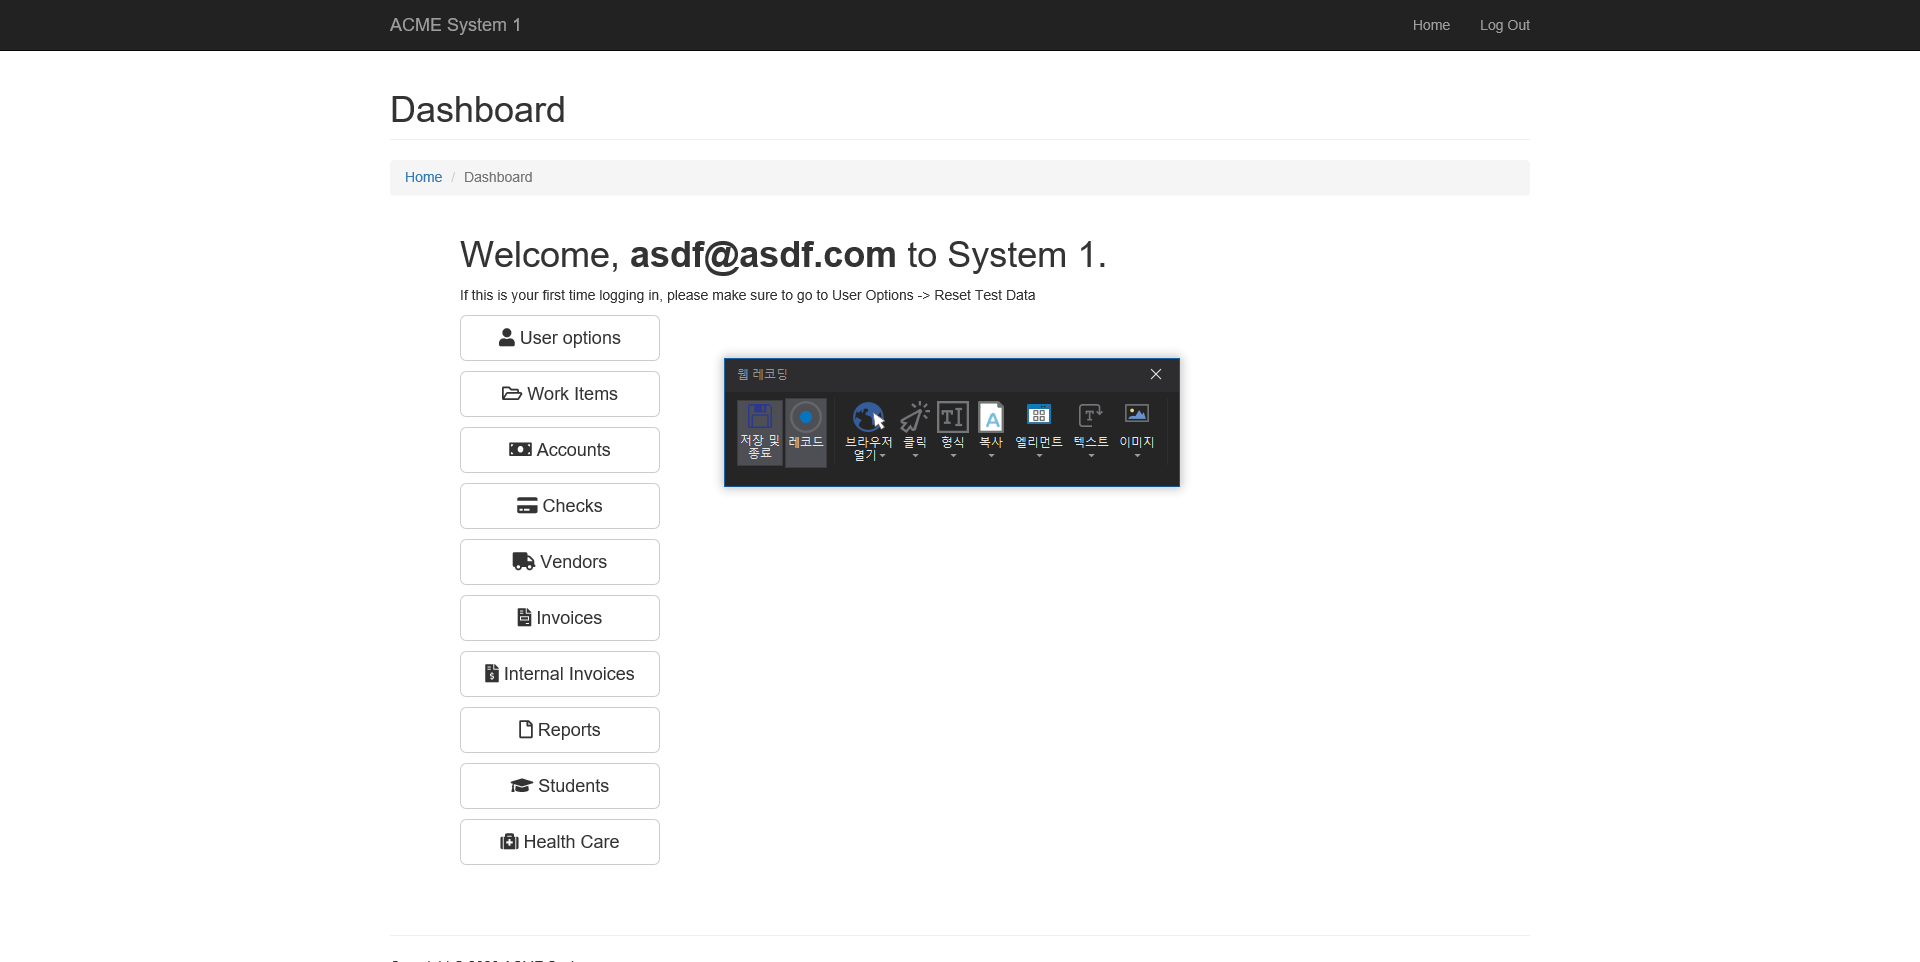 ACME System 1
Home
Log Out
Dashboard
Home / Dashboard
Welcome, asdf@asdf.com to System 1.
If this is your first time logging in, please make sure to go to User Options -> Reset Test Data
User options
Work Items
Accounts
Checks
Vendors
Invoices
Internal Invoices
Reports
Students
Health Care
웹 레코딩
저장 및
종료
레코드
브라우저
열기
클릭
형식
복사
엘리먼트
텍스트
이미지